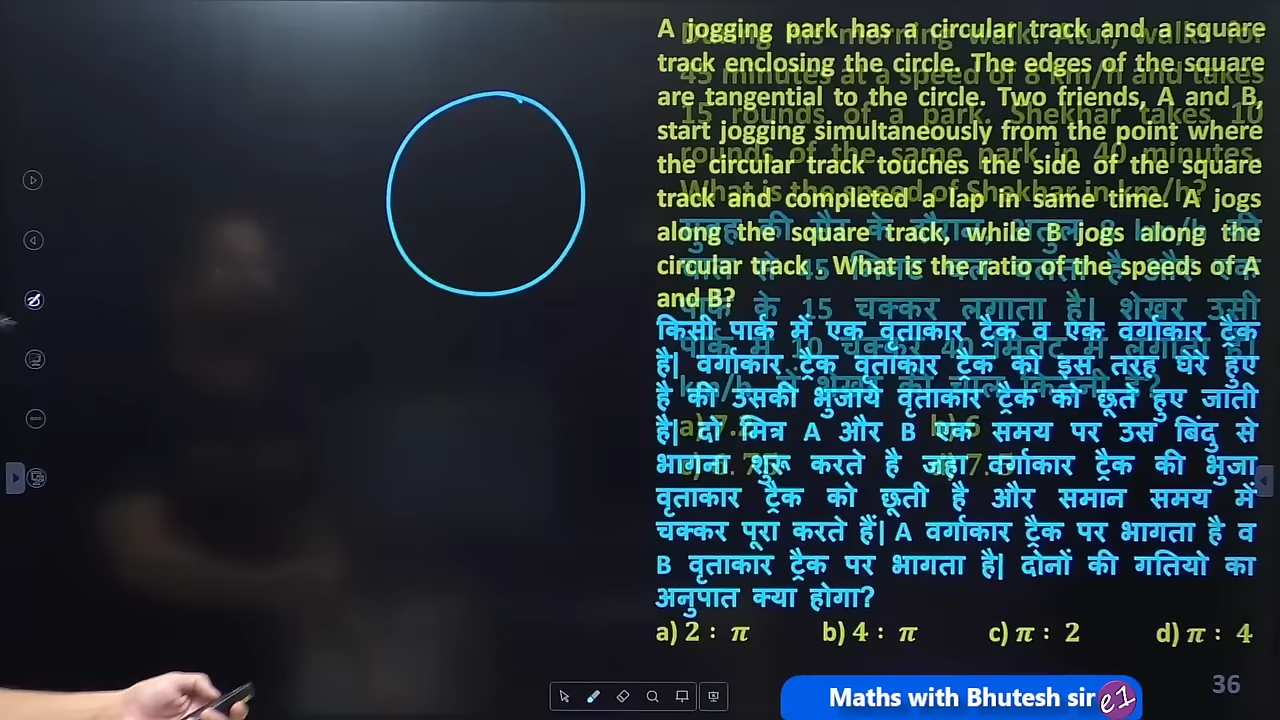 A jogging park has a circular track and a square
track enclosing the circle. The edges of the square
are tangential to the circle. Two friends, A and B,
start jogging simultaneously from the point where
the circular track touches the side of the square
track and completed a lap in same time. A jogs
along the square track, while B jogs along the
circular track . What is the ratio of the speeds of A
and B?
किसी पार्क में एक वृताकार ट्रैक व एक वर्गाकार ट्रैक
है| वर्गाकार ट्रैक वृताकार ट्रैक को इस तरह घेरे हुए
है की उसकी भुजाये वृताकार ट्रैक को छूते हुए जाती
है| दो मित्र A और B एक समय पर उस बिंदु से
भागना शुरू करते है जहा वर्गाकार ट्रैक की भुजा
वृताकार ट्रैक को छूती है और समान समय में
चक्कर पूरा करते हैं| A वर्गाकार ट्रैक पर भागता है व
B वृताकार ट्रैक पर भागता है| दोनों की गतियो का
अनुपात क्या होगा?
a) 2 : π b) 4 : π c) π : 2 d) π : 4
36
Maths with Bhutesh sir e1